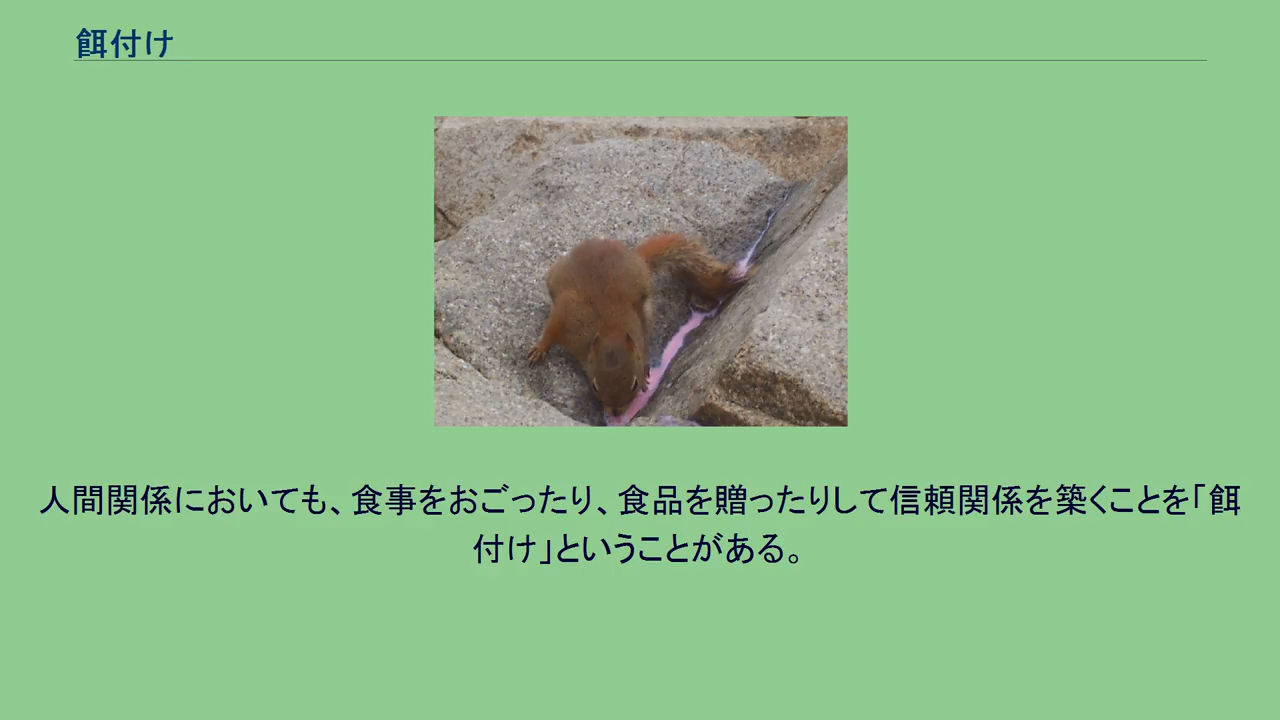 餌付け
人間関係においても、食事をおごったり、食品を贈ったりして信頼関係を築くことを「餌
付け」ということがある。